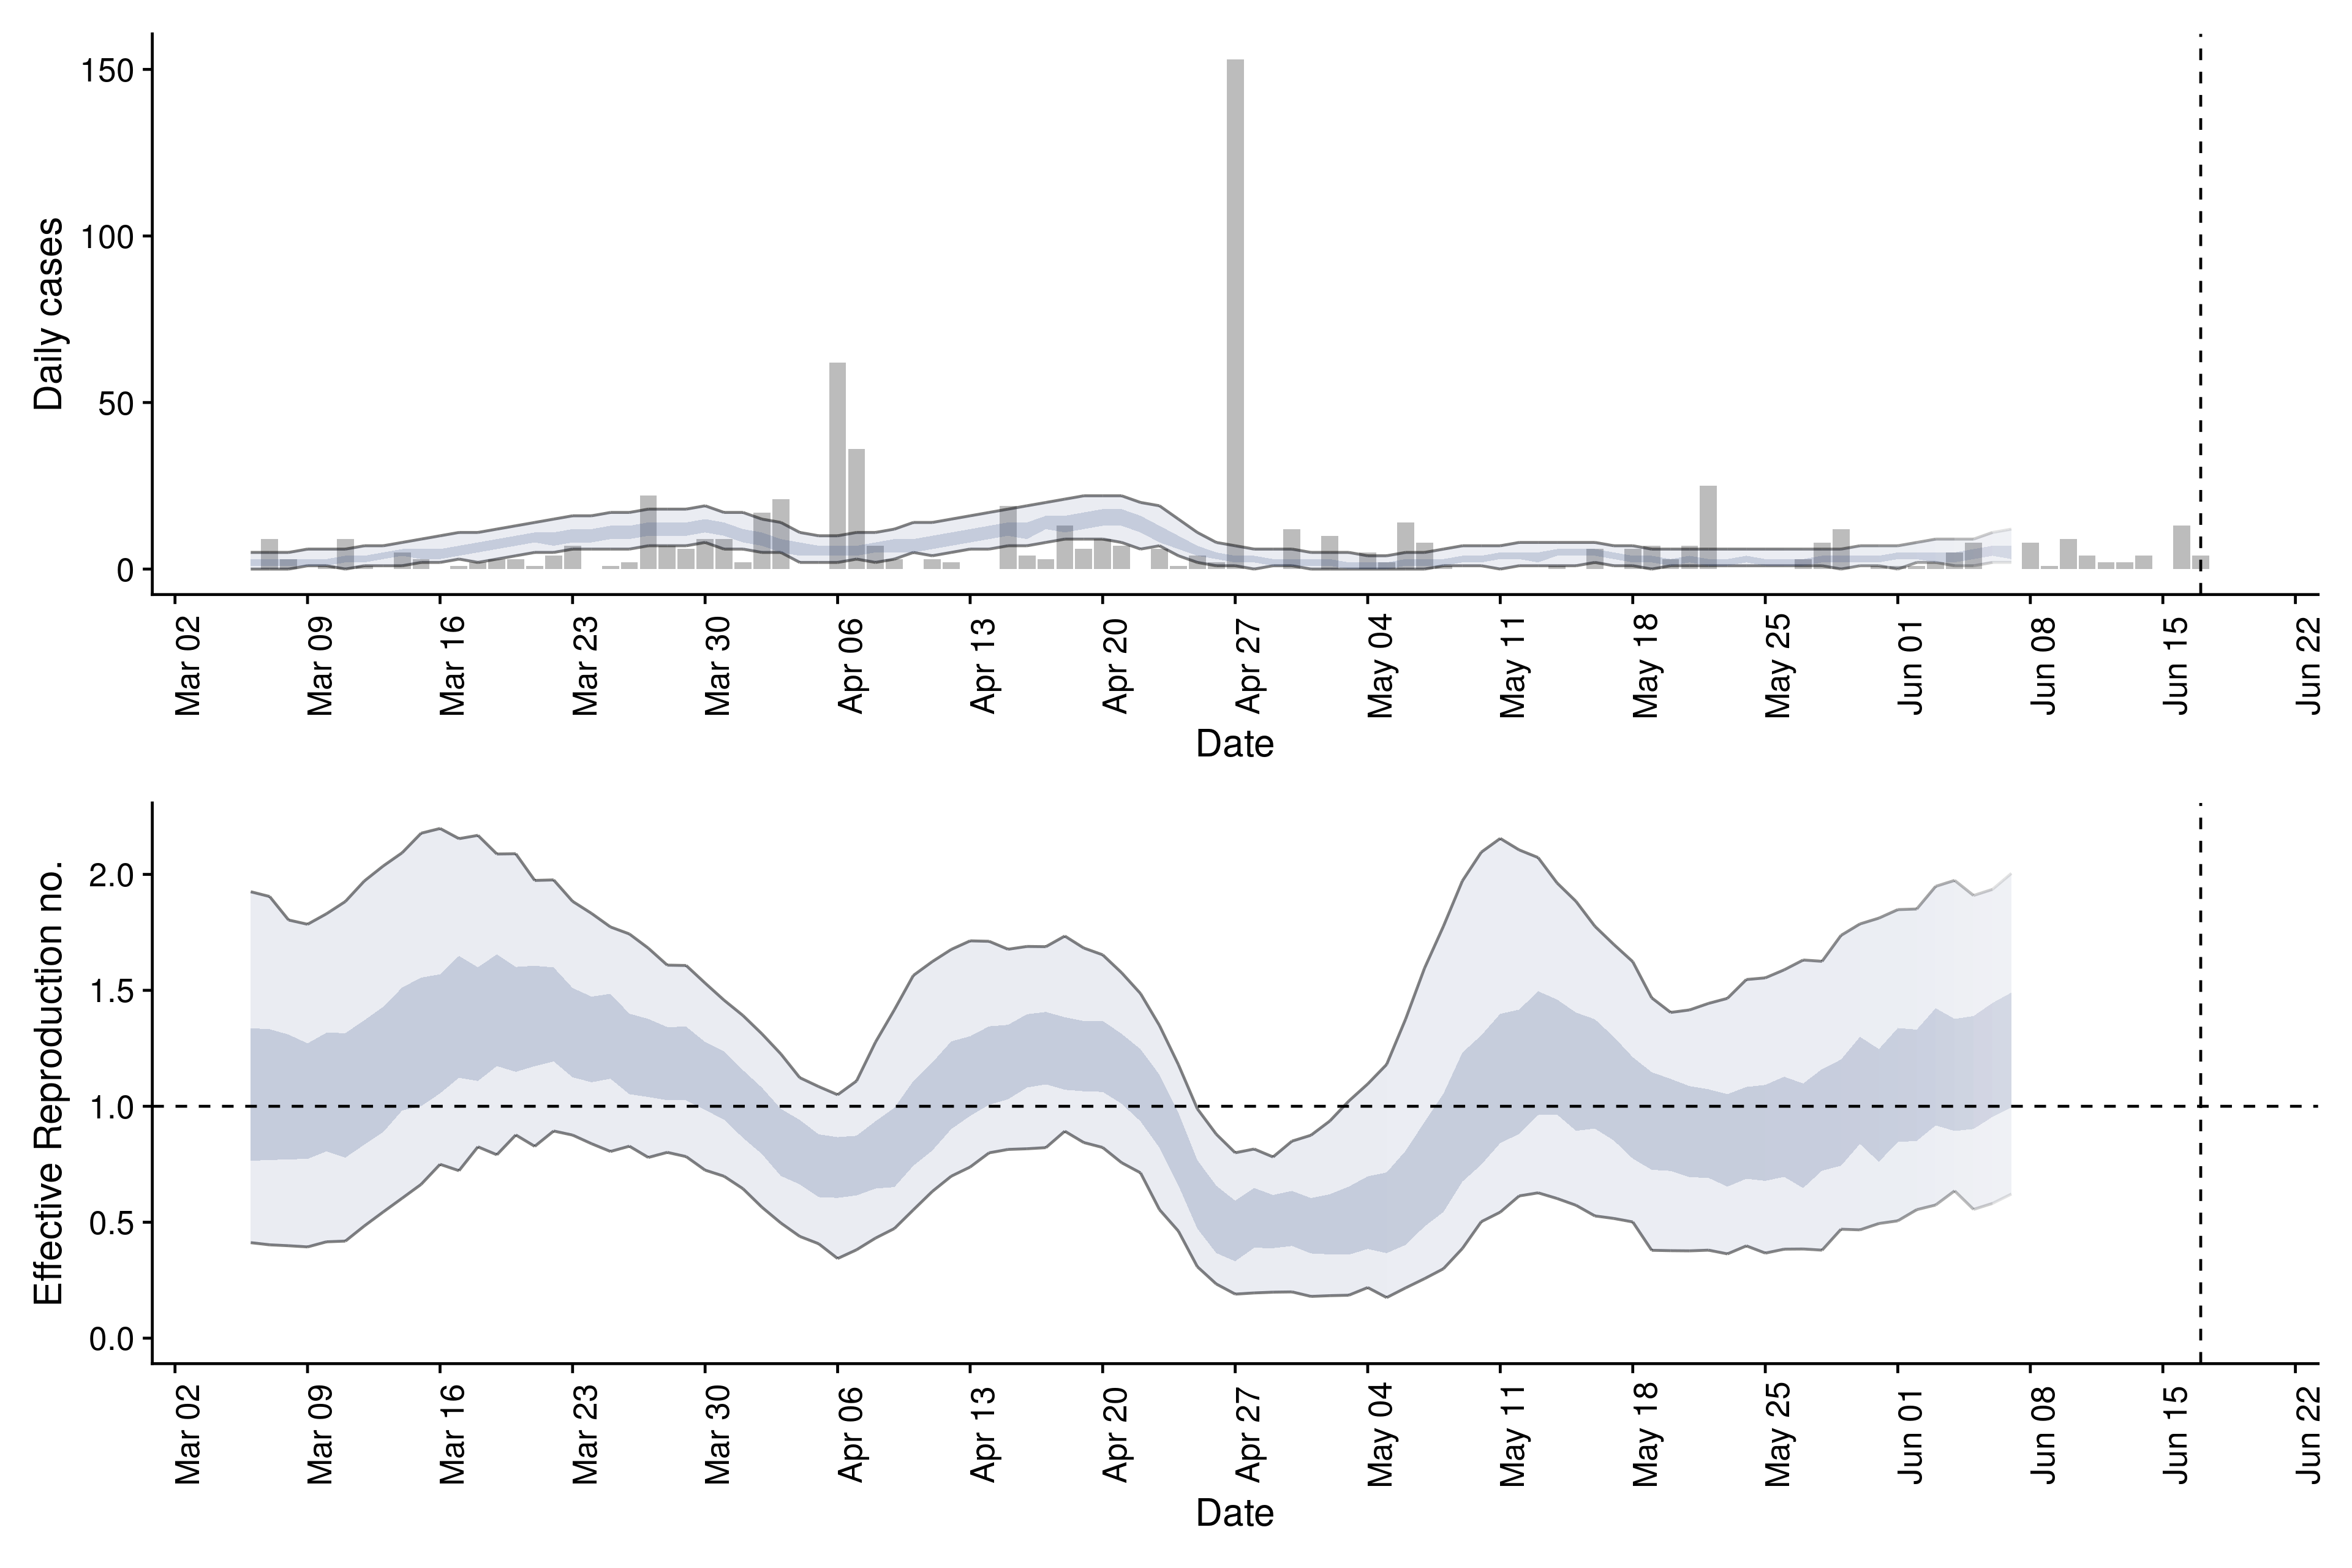 Daily cases
150
100
50
0
Mar 02
Mar 09
Mar 16
Mar 23
Mar 30
Apr 06
Apr 13
Apr 20
Apr 27
May 04
May 11
May 18
May 25
Jun 01
Jun 08
Jun 15
Jun 22
Date
Effective Reproduction no.
2.0
1.5
1.0
0.5
0.0
Mar 02
Mar 09
Mar 16
Mar 23
Mar 30
Apr 06
Apr 13
Apr 20
Apr 27
May 04
May 11
May 18
May 25
Jun 01
Jun 08
Jun 15
Jun 22
Date